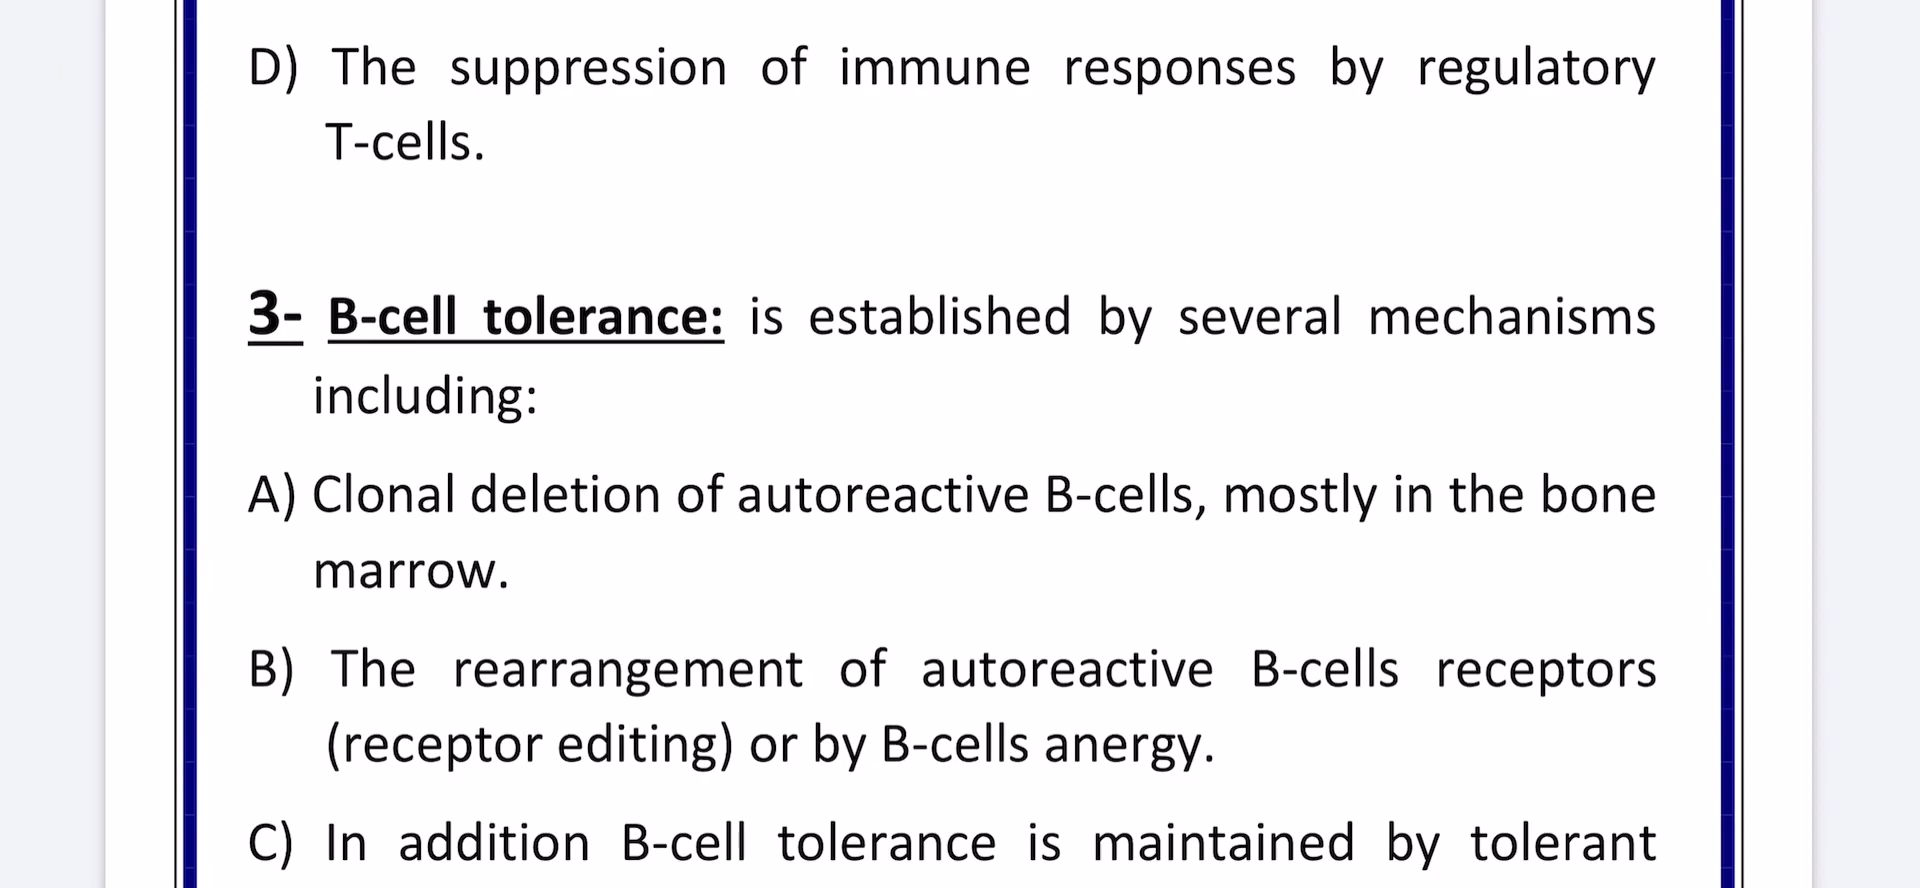 D) The suppression of immune responses by regulatory
T-cells.
3- B-cell tolerance: is established by several mechanisms
including:
A) Clonal deletion of autoreactive B-cells, mostly in the bone
marrow.
B) The rearrangement of autoreactive B-cells receptors
(receptor editing) or by B-cells anergy.
C) In addition B-cell tolerance is maintained by tolerant